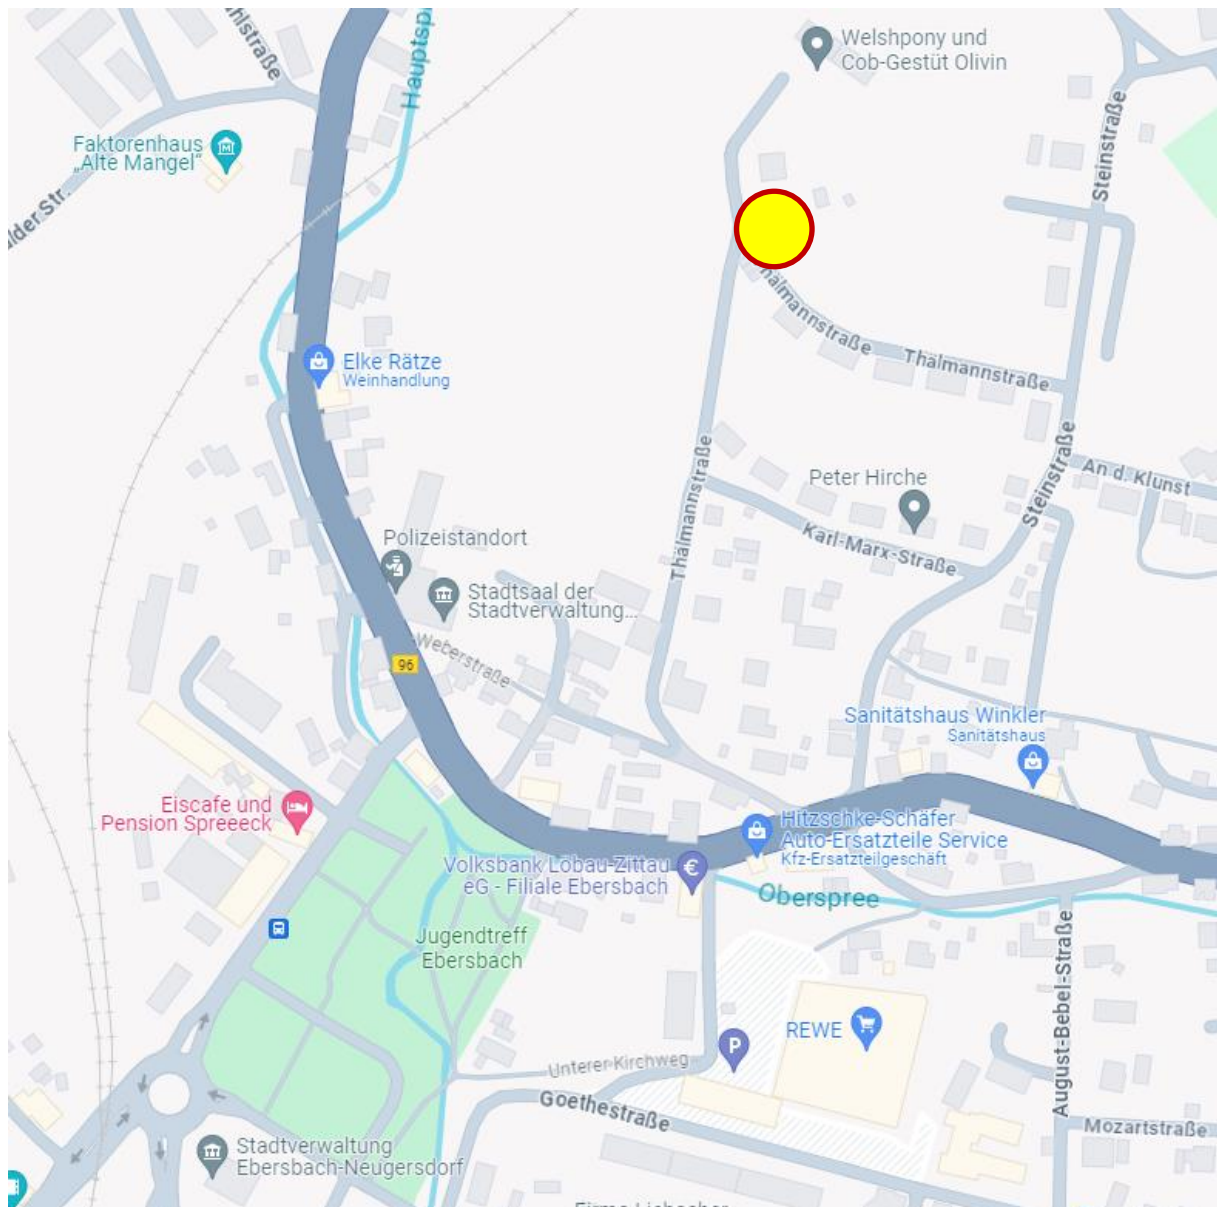 Hauptsp
Welshpony und
Cob-Gestüt Olivin
Steinstraße
Faktorenhaus
„Alte Mangel“
Elke Rätze
Weinhandlung
Thälmannstraße
Thälmannstraße
An d. Klunst
Peter Hirche
Steinstraße
Karl-Marx-Straße
Thälmannstraße
Polizeistandort
Stadtsaal der
Stadtverwaltung...
Weberstraße
96
Sanitätshaus Winkler
Sanitätshaus
Eiscafe und
Pension Spreeeck
Hitzschke-Schäfer
Auto-Ersatzteile Service
Kfz-Ersatzteilgeschäft
Volksbank Löbau-Zittau
eG - Filiale Ebersbach
€
Oberspree
Jugendtreff
Ebersbach
August-Bebel-Straße
REWE
P
Unterer Kirchweg
Goethestraße
Mozartstraße
Stadtverwaltung
Ebersbach-Neugersdorf